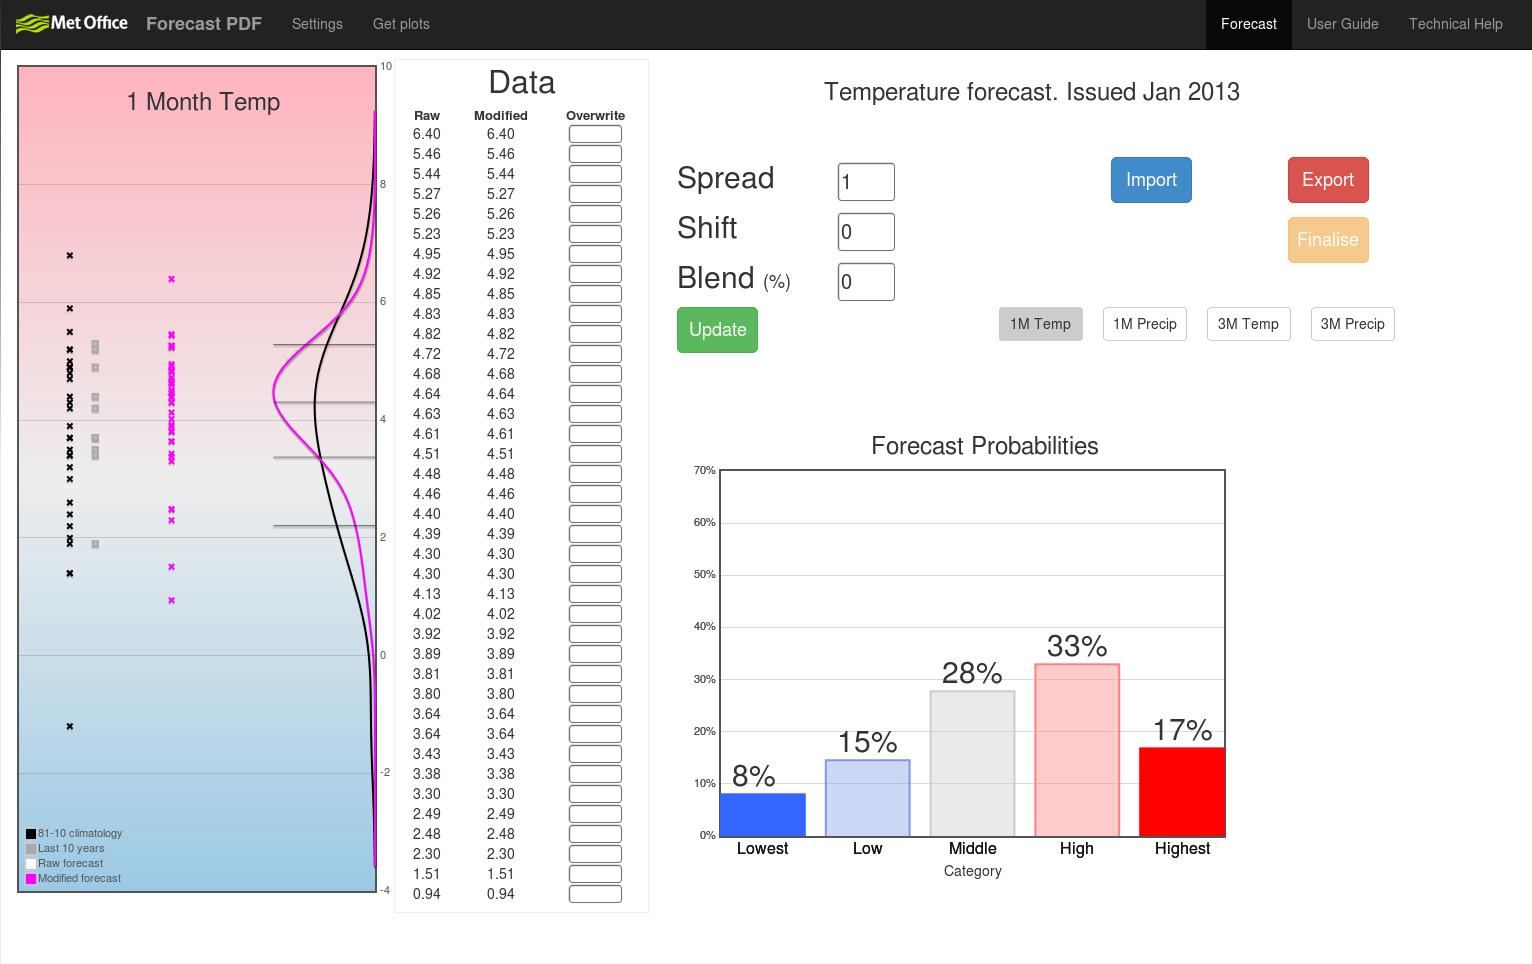 Met Office Forecast PDF Settings Get plots Forecast User Guide Technical Help
1 Month Temp
10
8
6
4
2
0
-2
-4
81-10 climatology
Last 10 years
Raw forecast
Modified forecast
Data
Raw Modified Overwrite
6.40 6.40
5.46 5.46
5.44 5.44
5.27 5.27
5.26 5.26
5.23 5.23
4.95 4.95
4.92 4.92
4.85 4.85
4.83 4.83
4.82 4.82
4.72 4.72
4.68 4.68
4.64 4.64
4.63 4.63
4.61 4.61
4.51 4.51
4.48 4.48
4.46 4.46
4.40 4.40
4.39 4.39
4.30 4.30
4.30 4.30
4.13 4.13
4.02 4.02
3.92 3.92
3.89 3.89
3.81 3.81
3.80 3.80
3.64 3.64
3.64 3.64
3.43 3.43
3.38 3.38
3.30 3.30
2.49 2.49
2.48 2.48
2.30 2.30
1.51 1.51
0.94 0.94
Temperature forecast. Issued Jan 2013
Spread 1
Shift 0
Blend (%) 0
Update
Import Export
Finalise
1M Temp 1M Precip 3M Temp 3M Precip
Forecast Probabilities
70%
60%
50%
40%
30%
20%
10%
0%
8% 15% 28% 33% 17%
Lowest Low Middle High Highest
Category